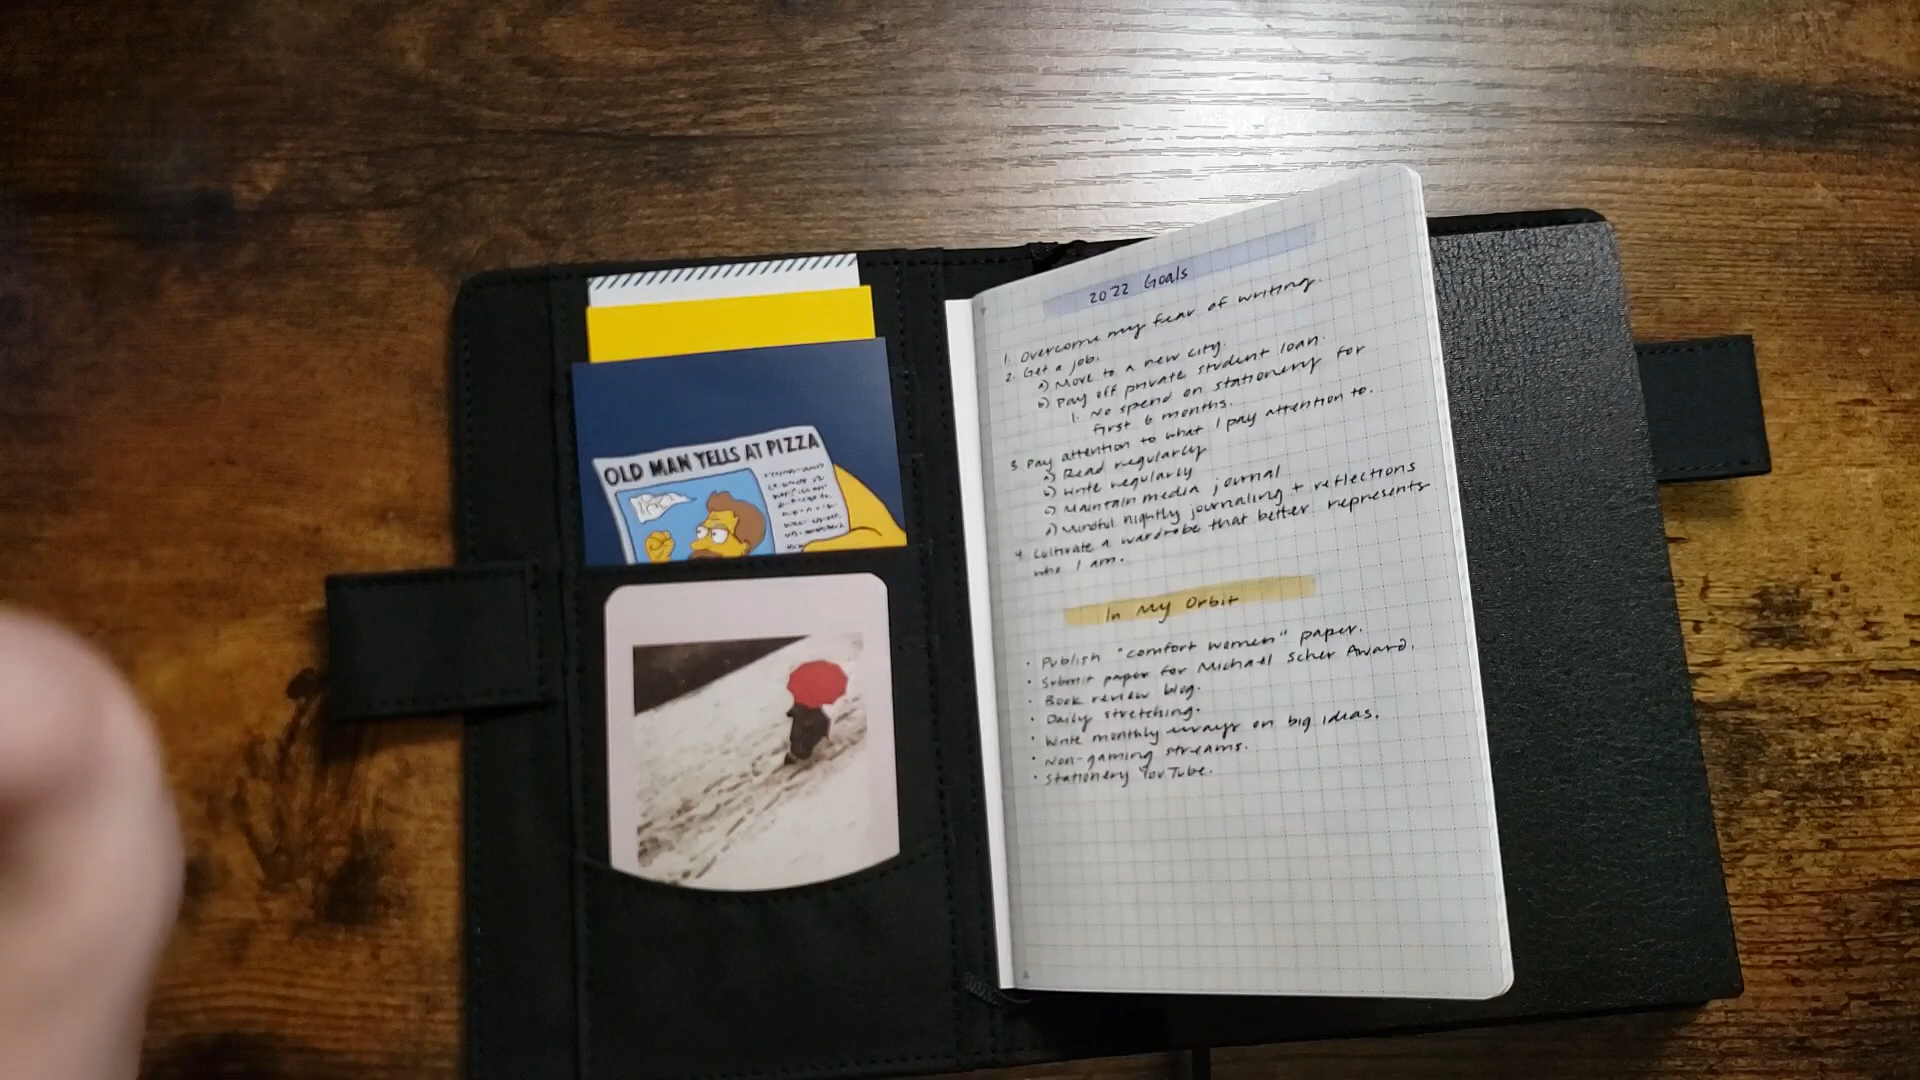 OLD MAN YELLS AT PIZZA
2022 Goals
1. Overcome my fear of writing.
2. Get a job.
a) Move to a new city.
b) Pay off private student loan.
1. No spend on stationery for
first 6 months.
3. Pay attention to what I pay attention to.
a) Read regularly
b) Write regularly
c) Maintain media journal
d) Mindful nightly journaling + reflections
4. Cultivate a wardrobe that better represents
who I am.
In My Orbit
• Publish "comfort women" paper.
• Submit paper for Michael Scher Award.
• Book review blog.
• Daily stretching.
• Write monthly essays on big ideas.
• Non-gaming streams.
• Stationery YouTube.